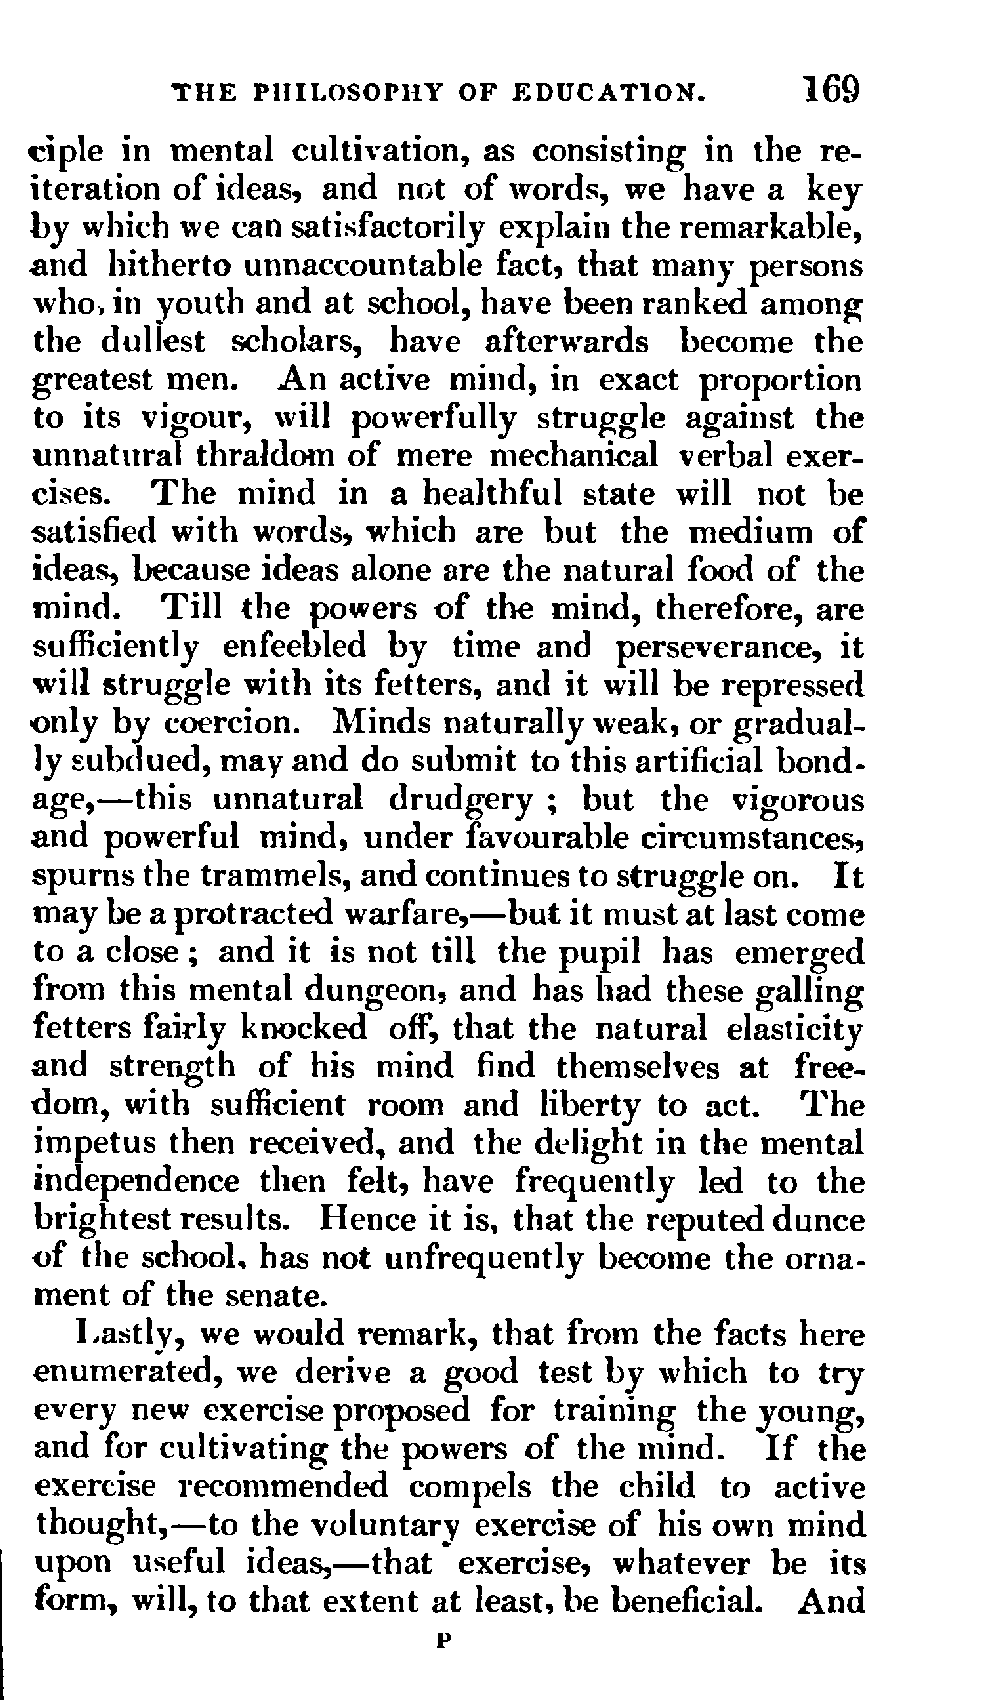 THE PHILOSOPHY OF EDUCATION. 169
ciple in mental cultivation, as consisting in the re-
iteration of ideas, and not of words, we have a key
by which we can satisfactorily explain the remarkable,
and hitherto unnaccountable fact, that many persons
who, in youth and at school, have been ranked among
the dullest scholars, have afterwards become the
greatest men. An active mind, in exact proportion
to its vigour, will powerfully struggle against the
unnatural thraldom of mere mechanical verbal exer-
cises. The mind in a healthful state will not be
satisfied with words, which are but the medium of
ideas, because ideas alone are the natural food of the
mind. Till the powers of the mind, therefore, are
sufficiently enfeebled by time and perseverance, it
will struggle with its fetters, and it will be repressed
only by coercion. Minds naturally weak, or gradual-
ly subdued, may and do submit to this artificial bond-
age,—this unnatural drudgery ; but the vigorous
and powerful mind, under favourable circumstances,
spurns the trammels, and continues to struggle on. It
may be a protracted warfare,—but it must at last come
to a close ; and it is not till the pupil has emerged
from this mental dungeon, and has had these galling
fetters fairly knocked off, that the natural elasticity
and strength of his mind find themselves at free-
dom, with sufficient room and liberty to act. The
impetus then received, and the delight in the mental
independence then felt, have frequently led to the
brightest results. Hence it is, that the reputed dunce
of the school, has not unfrequently become the orna-
ment of the senate.
Lastly, we would remark, that from the facts here
enumerated, we derive a good test by which to try
every new exercise proposed for training the young,
and for cultivating the powers of the mind. If the
exercise recommended compels the child to active
thought,—to the voluntary exercise of his own mind
upon useful ideas,—that exercise, whatever be its
form, will, to that extent at least, be beneficial. And
P